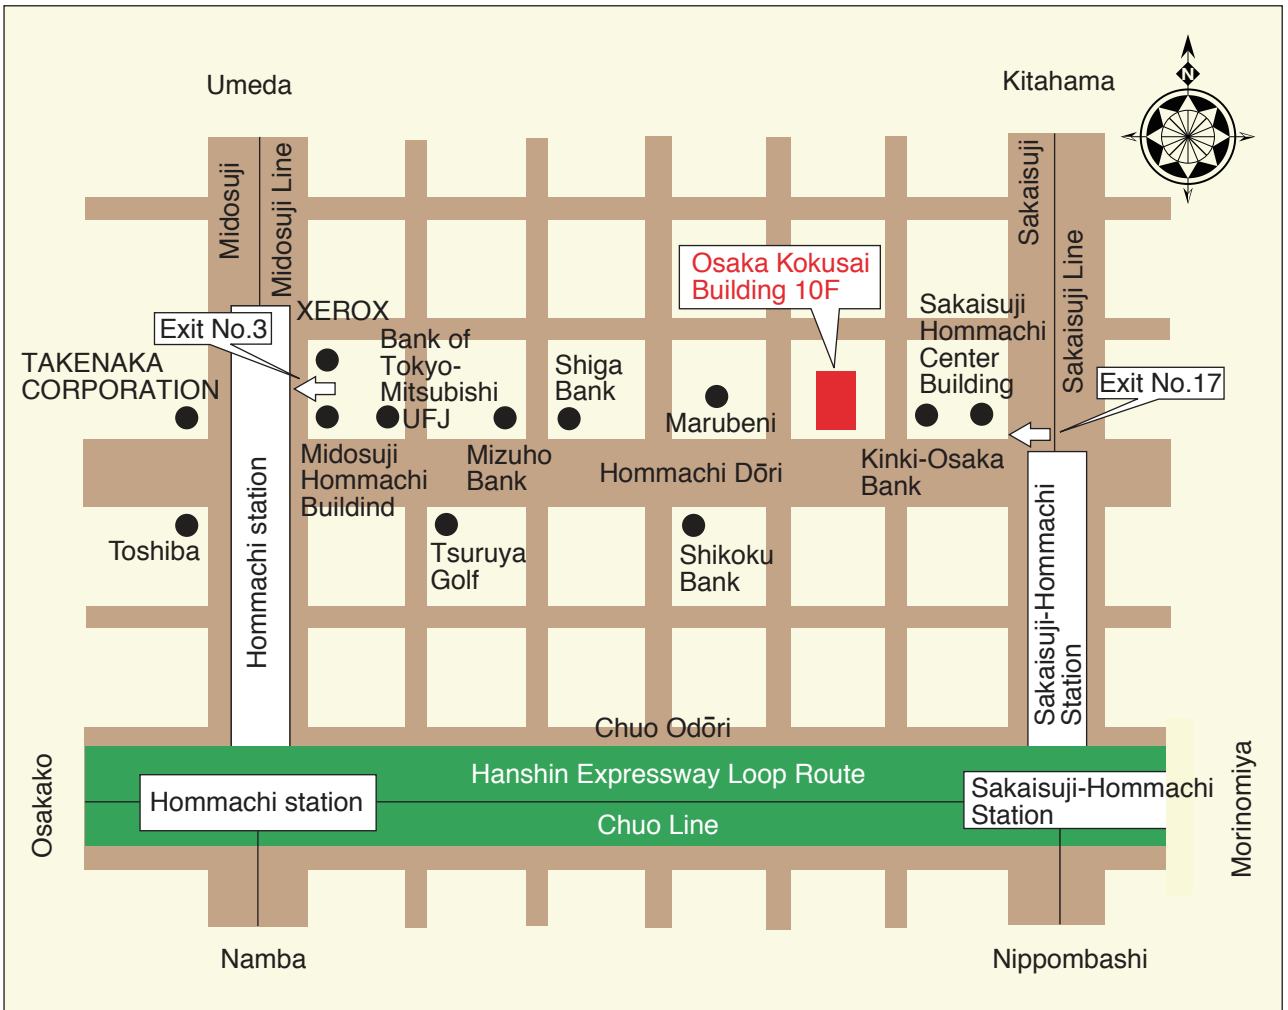 Umeda
Kitahama
N
Midosuji
Midosuji Line
Sakaisuji
Sakaisuji Line
Osaka Kokusai
Building 10F
XEROX
Exit No.3
TAKENAKA
CORPORATION
Bank of
Tokyo-
Mitsubishi
UFJ
Shiga
Bank
Marubeni
Sakaisuji
Hommachi
Center
Building
Exit No.17
Midosuji
Hommachi
Buildind
Mizuho
Bank
Hommachi Dōri
Kinki-Osaka
Bank
Hommachi station
Toshiba
Tsuruya
Golf
Shikoku
Bank
Sakaisuji-Hommachi
Station
Chuo Odōri
Hanshin Expressway Loop Route
Hommachi station
Chuo Line
Sakaisuji-Hommachi
Station
Osakako
Morinomiya
Namba
Nippombashi